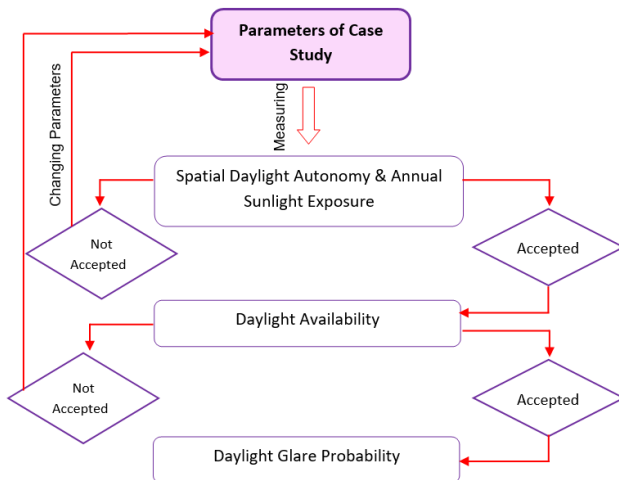 Parameters of Case
Study
Changing Parameters
Measuring
Spatial Daylight Autonomy & Annual
Sunlight Exposure
Not
Accepted
Accepted
Daylight Availability
Not
Accepted
Accepted
Daylight Glare Probability